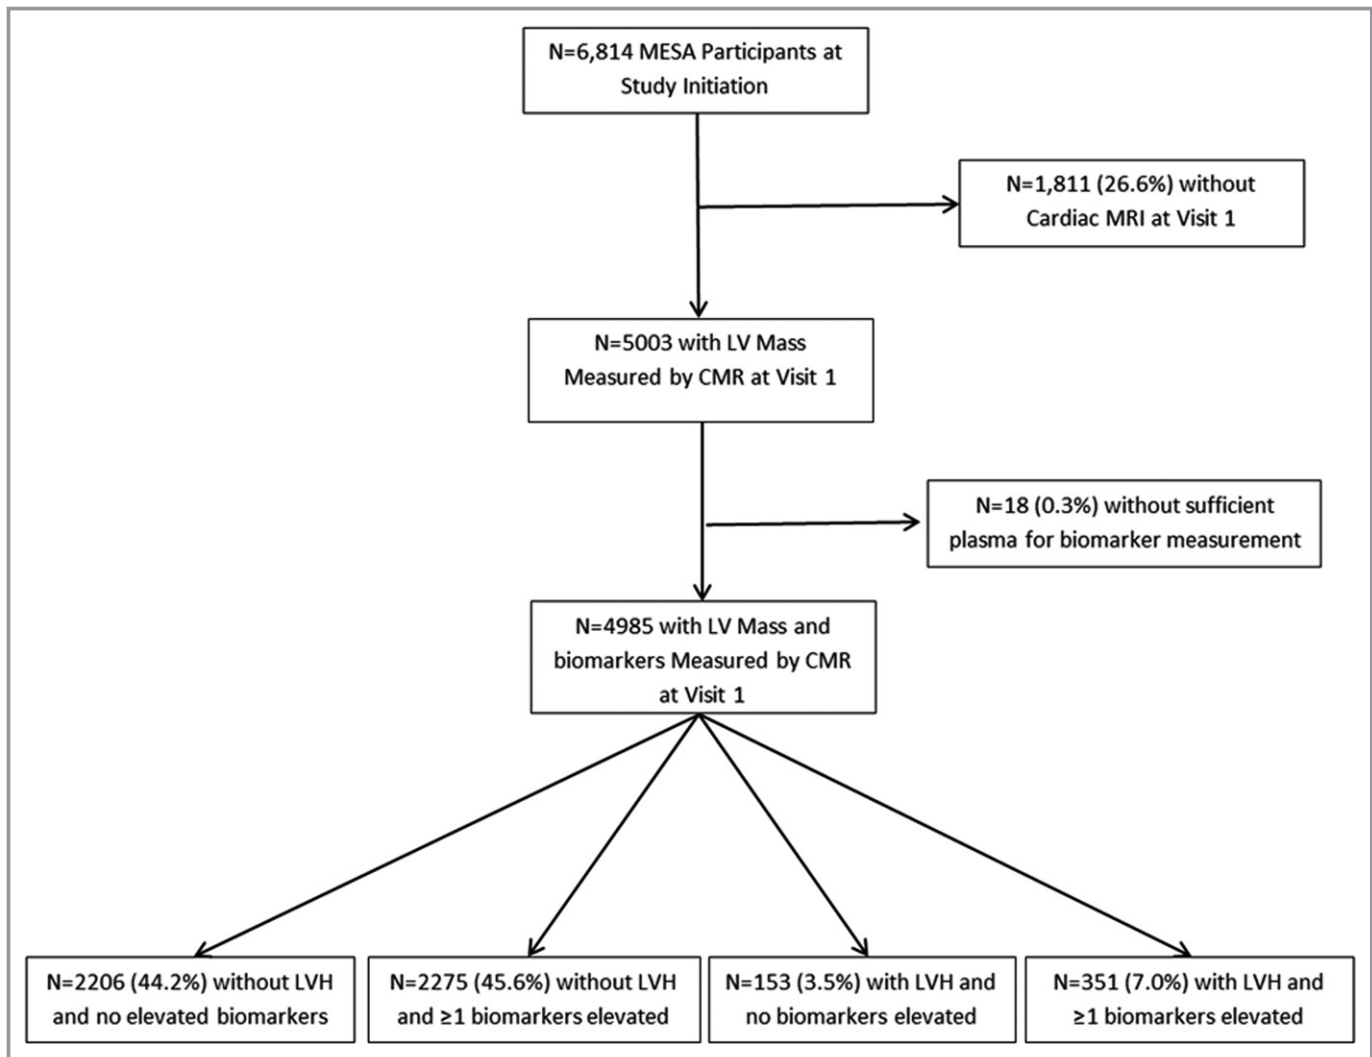 N=6,814 MESA Participants at
Study Initiation
N=1,811 (26.6%) without
Cardiac MRI at Visit 1
N=5003 with LV Mass
Measured by CMR at Visit 1
N=18 (0.3%) without sufficient
plasma for biomarker measurement
N=4985 with LV Mass and
biomarkers Measured by CMR
at Visit 1
N=2206 (44.2%) without LVH
and no elevated biomarkers
N=2275 (45.6%) without LVH
and ≥1 biomarkers elevated
N=153 (3.5%) with LVH and
no biomarkers elevated
N=351 (7.0%) with LVH and
≥1 biomarkers elevated